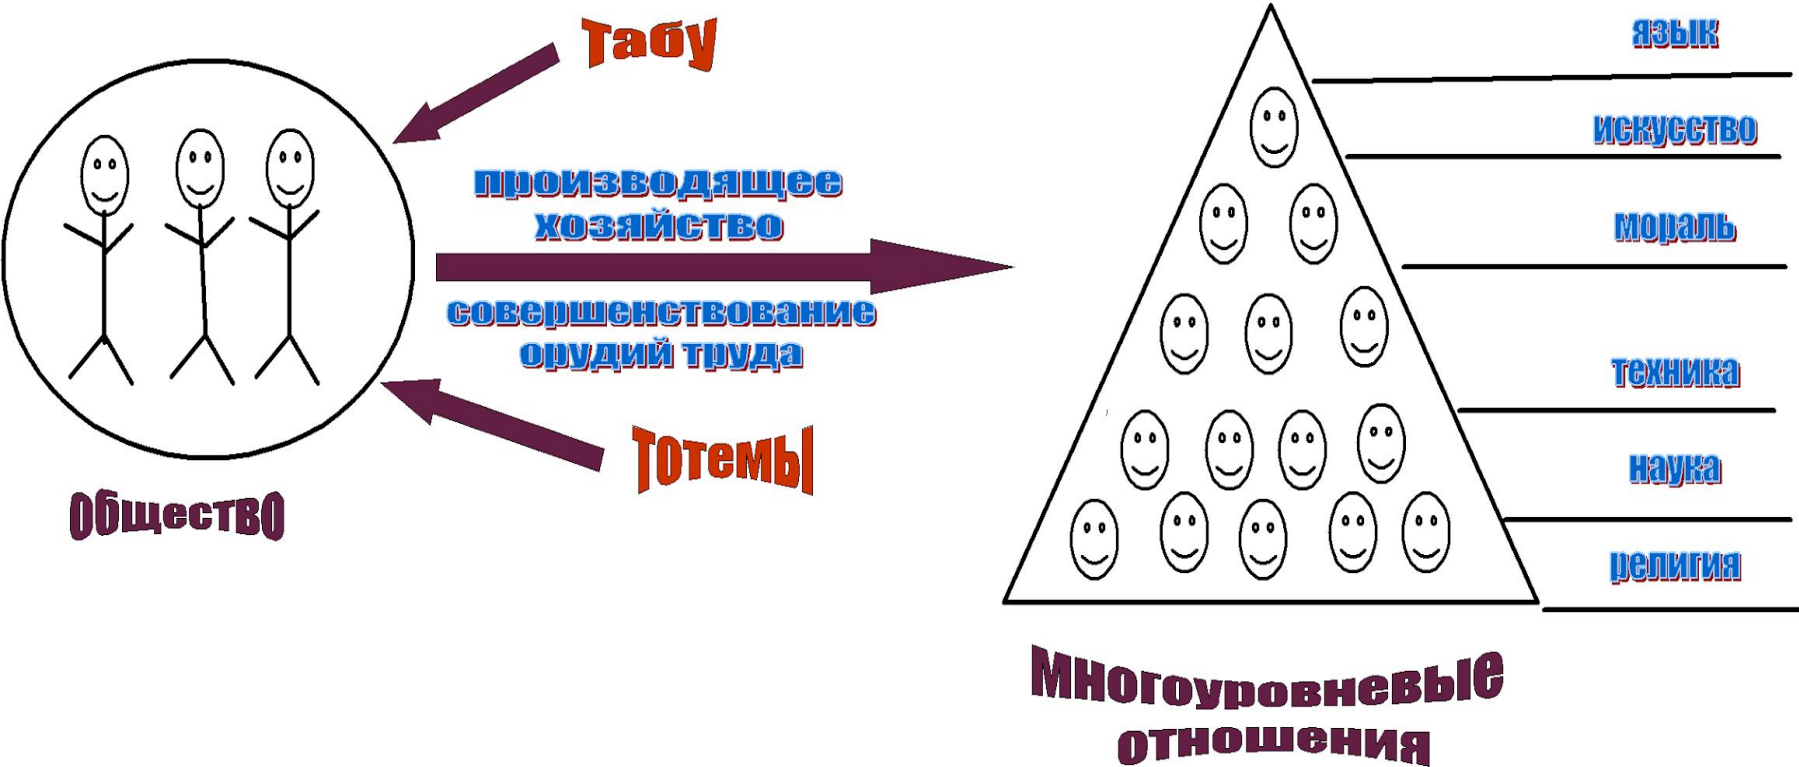 Табу
производящее
хозяйство
совершенствование
орудий труда
Тотемы
общество
язык
искусство
мораль
техника
наука
религия
Многоуровневые
отношения